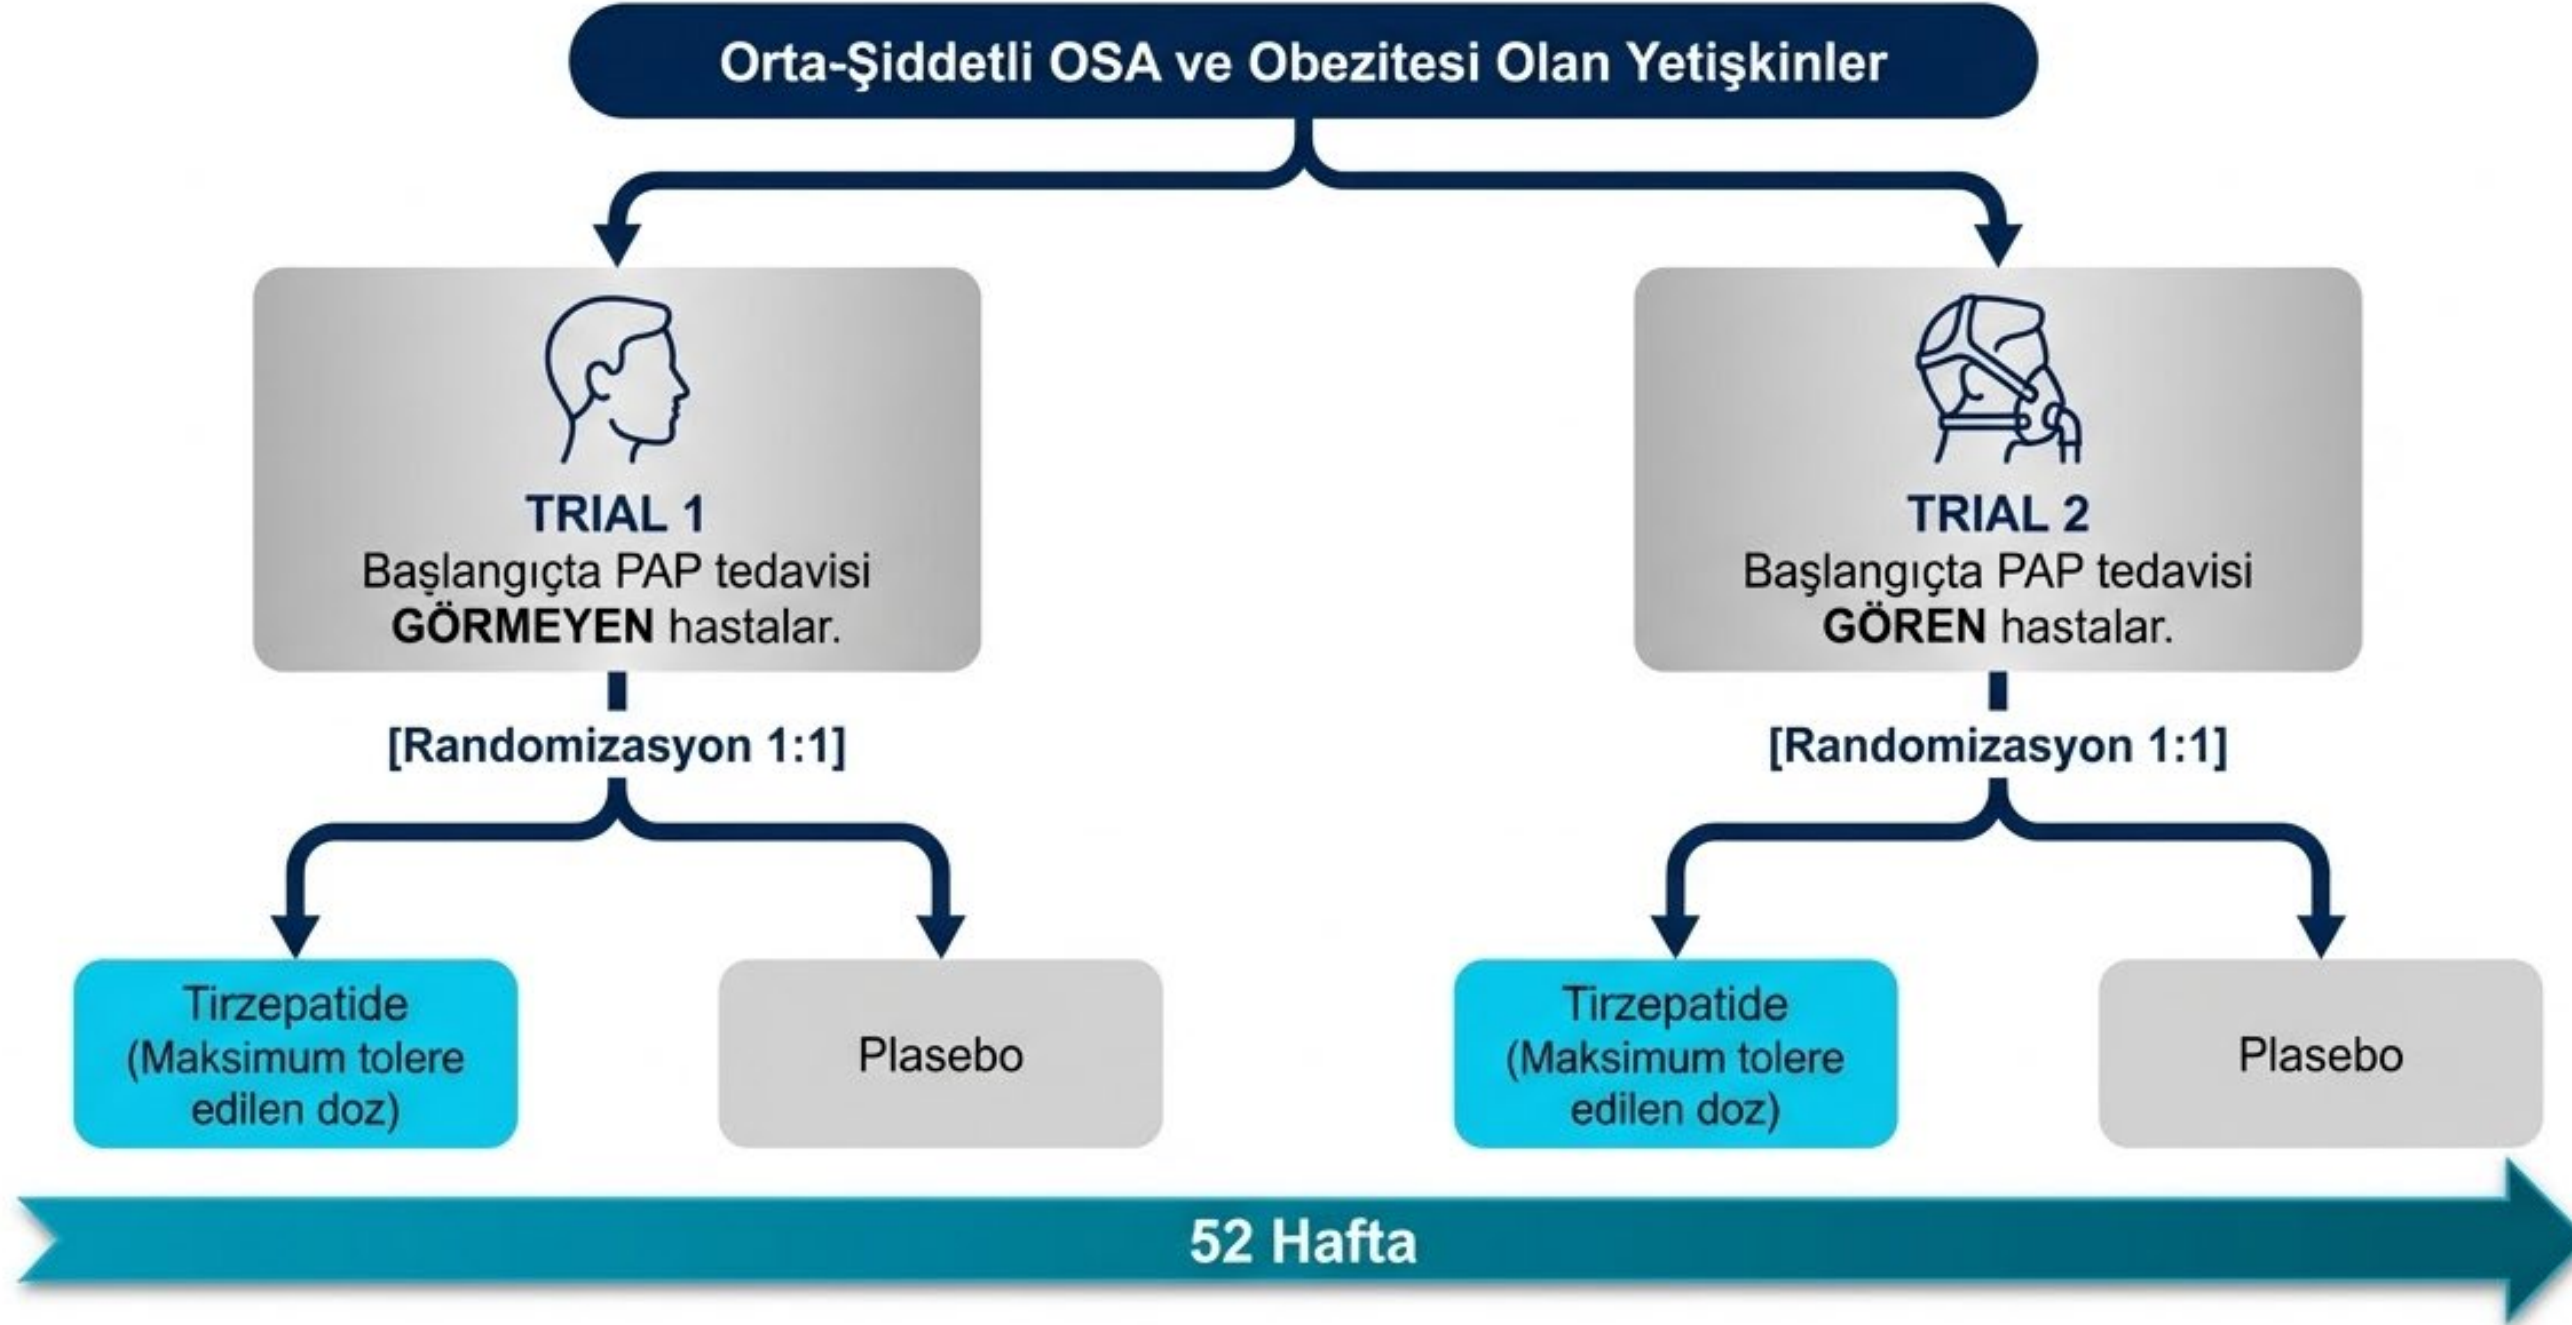 Orta-Şiddetli OSA ve Obezitesi Olan Yetişkinler
TRIAL 1
Başlangıçta PAP tedavisi
GÖRMEYEN hastalar.
[Randomizasyon 1:1]
Tirzepatide
(Maksimum tolere
edilen doz)
Plasebo
TRIAL 2
Başlangıçta PAP tedavisi
GÖREN hastalar.
[Randomizasyon 1:1]
Tirzepatide
(Maksimum tolere
edilen doz)
Plasebo
52 Hafta